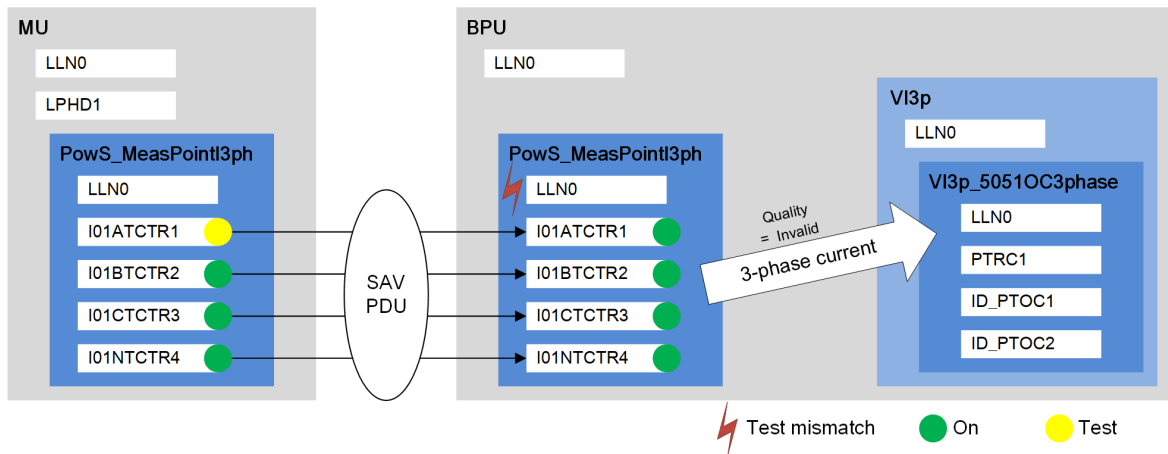 MU
LLN0
LPHD1
PowS_MeasPointI3ph
LLN0
I01ATCTR1
I01BTCTR2
I01CTCTR3
I01NTCTR4
SAV
PDU
BPU
LLN0
PowS_MeasPointI3ph
LLN0
I01ATCTR1
I01BTCTR2
I01CTCTR3
I01NTCTR4
Quality
= Invalid
3-phase current
VI3p
LLN0
VI3p_5051OC3phase
LLN0
PTRC1
ID_PTOC1
ID_PTOC2
Test mismatch
On
Test